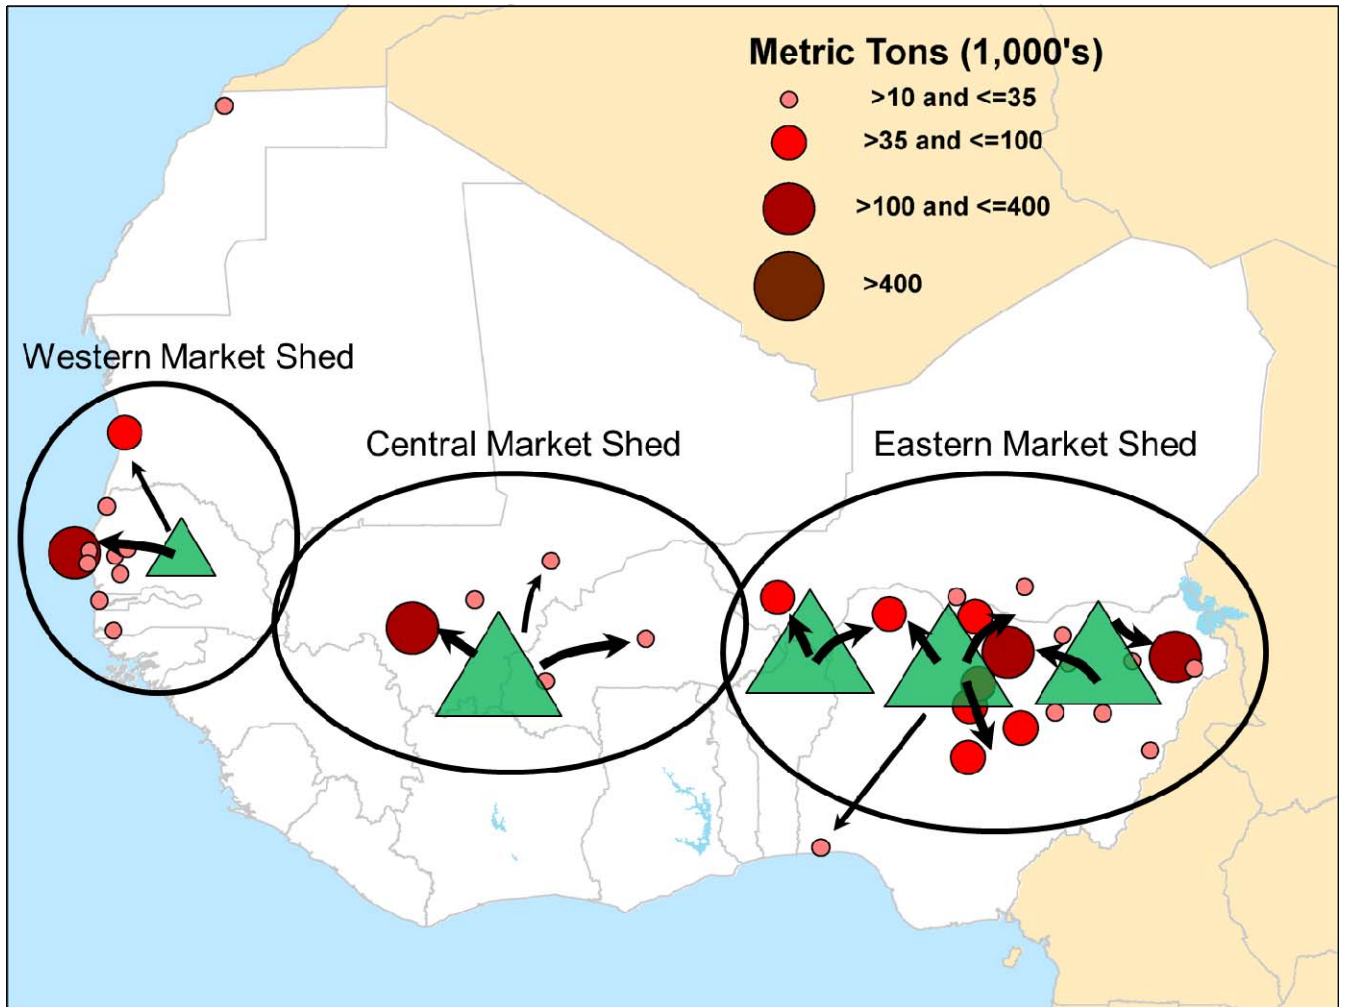 Metric Tons (1,000's)
>10 and <=35
>35 and <=100
>100 and <=400
>400
Western Market Shed
Central Market Shed
Eastern Market Shed